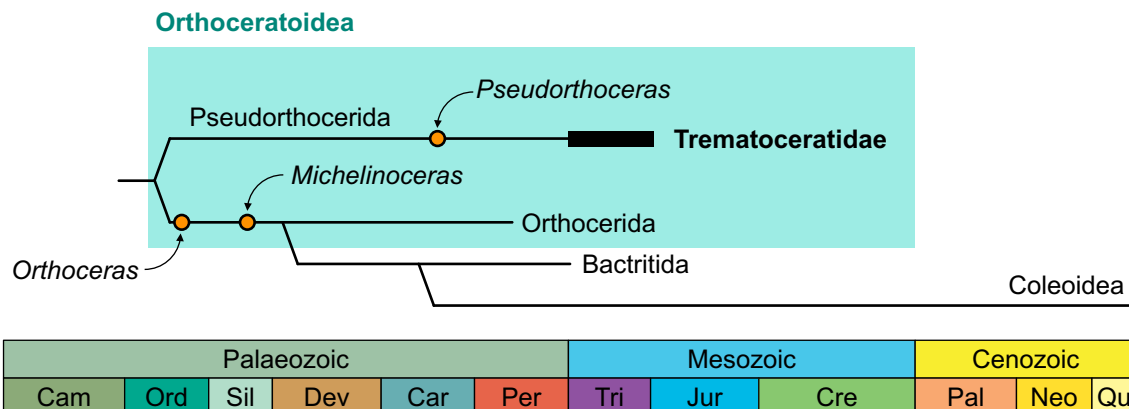 Orthoceratoidea
Pseudorthoceras
Pseudorthocerida
Trematoceratidae
Michelinoceras
Orthocerida
Orthoceras
Bactritida
Coleoidea
Palaeozoic Mesozoic Cenozoic
Cam Ord Sil Dev Car Per Tri Jur Cre Pal Neo Qu